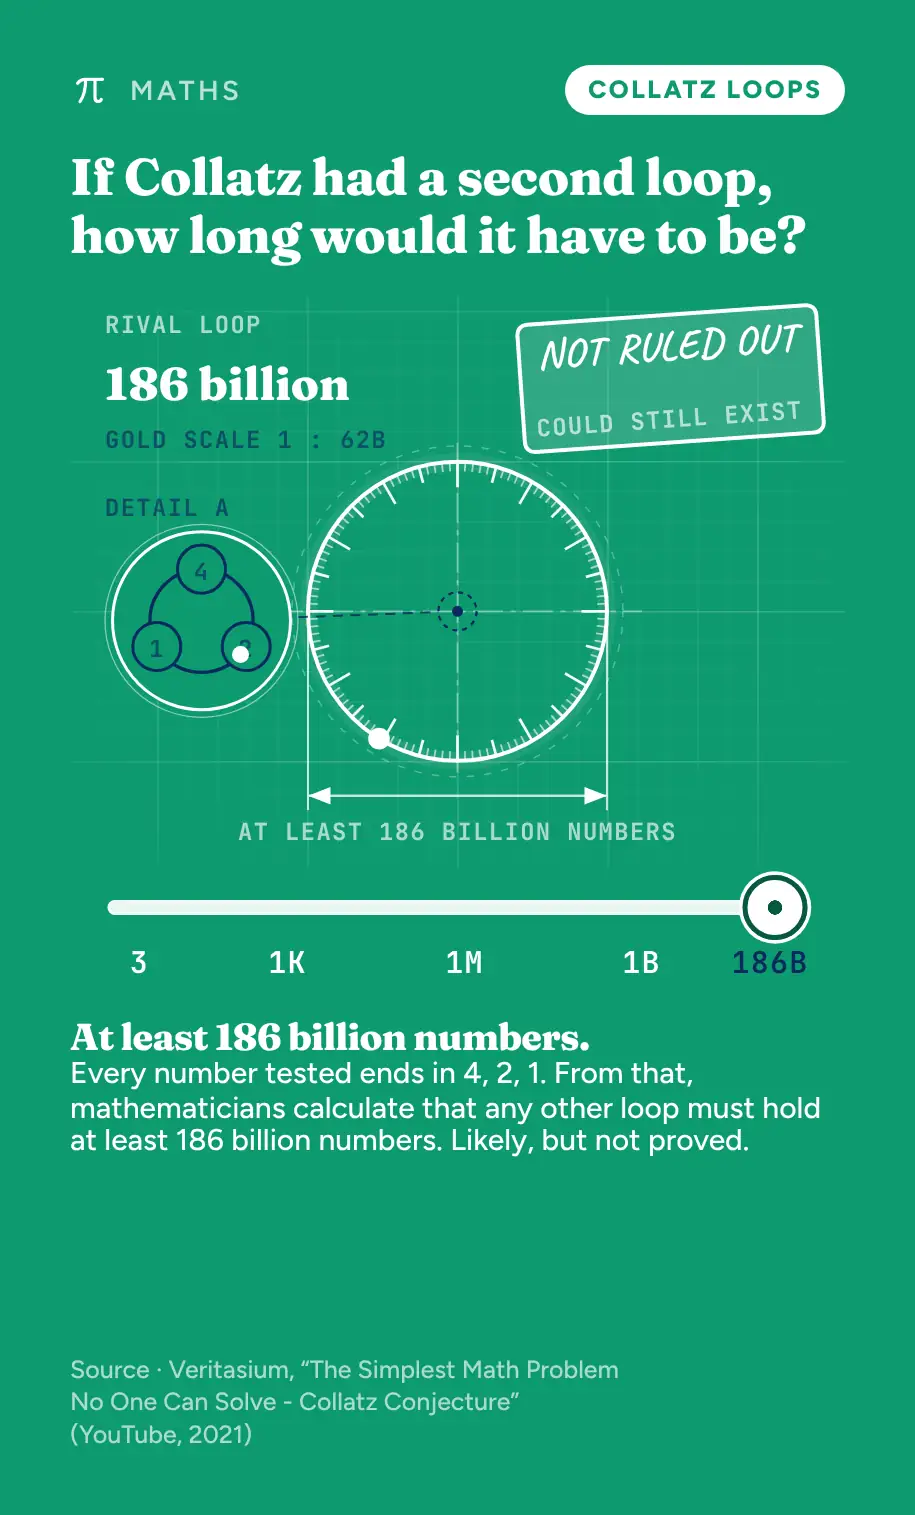 π MATHS
COLLATZ LOOPS
If Collatz had a second loop,
how long would it have to be?
RIVAL LOOP
186 billion
GOLD SCALE 1 : 62B
NOT RULED OUT
COULD STILL EXIST
DETAIL A
4
1
2
AT LEAST 186 BILLION NUMBERS
3 1K 1M 1B 186B
At least 186 billion numbers.
Every number tested ends in 4, 2, 1. From that,
mathematicians calculate that any other loop must hold
at least 186 billion numbers. Likely, but not proved.
Source · Veritasium, “The Simplest Math Problem
No One Can Solve - Collatz Conjecture”
(YouTube, 2021)